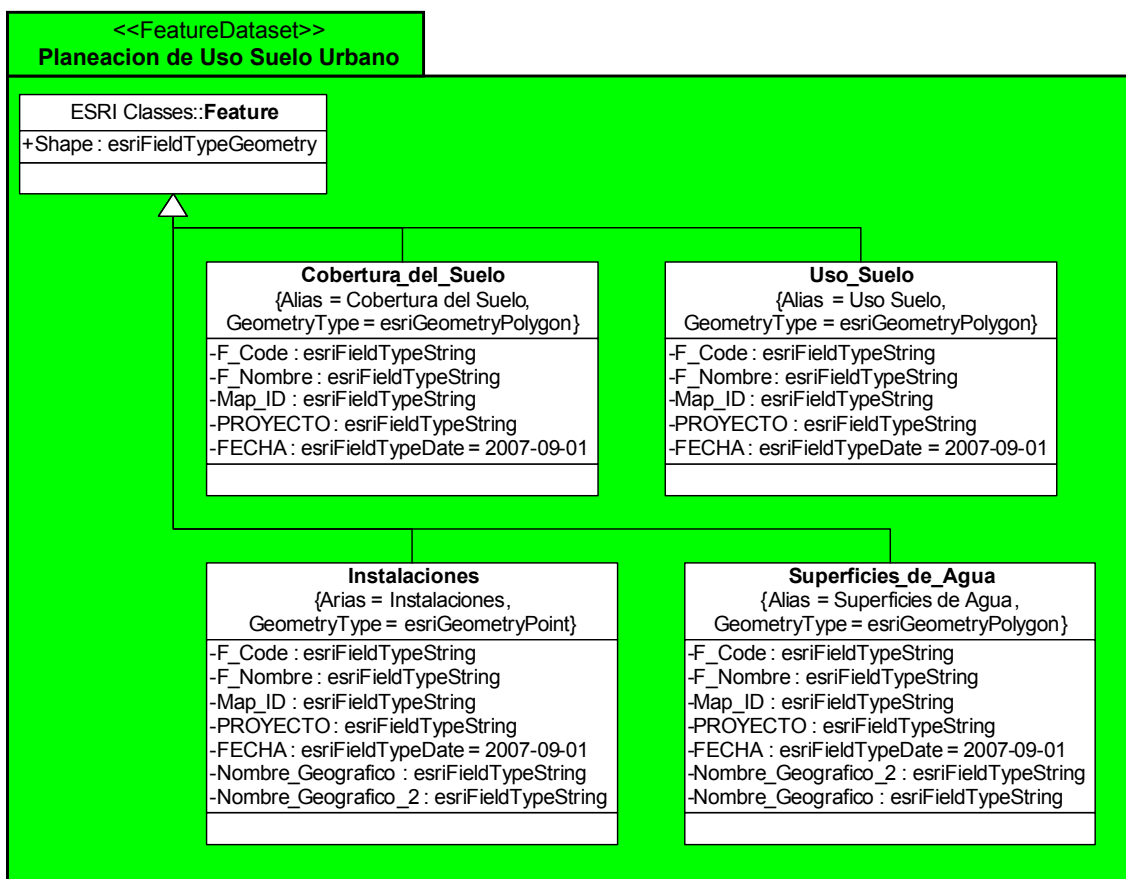 <<FeatureDataset>>
Planeacion de Uso Suelo Urbano
ESRI Classes::Feature
+Shape : esriFieldTypeGeometry
Cobertura_del_Suelo
{Alias = Cobertura del Suelo,
GeometryType = esriGeometryPolygon}
-F_Code : esriFieldTypeString
-F_Nombre : esriFieldTypeString
-Map_ID : esriFieldTypeString
-PROYECTO : esriFieldTypeString
-FECHA : esriFieldTypeDate = 2007-09-01
Uso_Suelo
{Alias = Uso Suelo,
GeometryType = esriGeometryPolygon}
-F_Code : esriFieldTypeString
-F_Nombre : esriFieldTypeString
-Map_ID : esriFieldTypeString
-PROYECTO : esriFieldTypeString
-FECHA : esriFieldTypeDate = 2007-09-01
Instalaciones
{Arias = Instalaciones,
GeometryType = esriGeometryPoint}
-F_Code : esriFieldTypeString
-F_Nombre : esriFieldTypeString
-Map_ID : esriFieldTypeString
-PROYECTO : esriFieldTypeString
-FECHA : esriFieldTypeDate = 2007-09-01
-Nombre_Geografico : esriFieldTypeString
-Nombre_Geografico_2 : esriFieldTypeString
Superficies_de_Agua
{Alias = Superficies de Agua,
GeometryType = esriGeometryPolygon}
-F_Code : esriFieldTypeString
-F_Nombre : esriFieldTypeString
-Map_ID : esriFieldTypeString
-PROYECTO : esriFieldTypeString
-FECHA : esriFieldTypeDate = 2007-09-01
-Nombre_Geografico_2 : esriFieldTypeString
-Nombre_Geografico : esriFieldTypeString